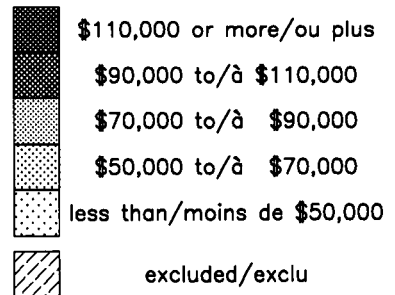 $110,000 or more/ou plus
$90,000 to/à $110,000
$70,000 to/à $90,000
$50,000 to/à $70,000
less than/moins de $50,000
excluded/exclu